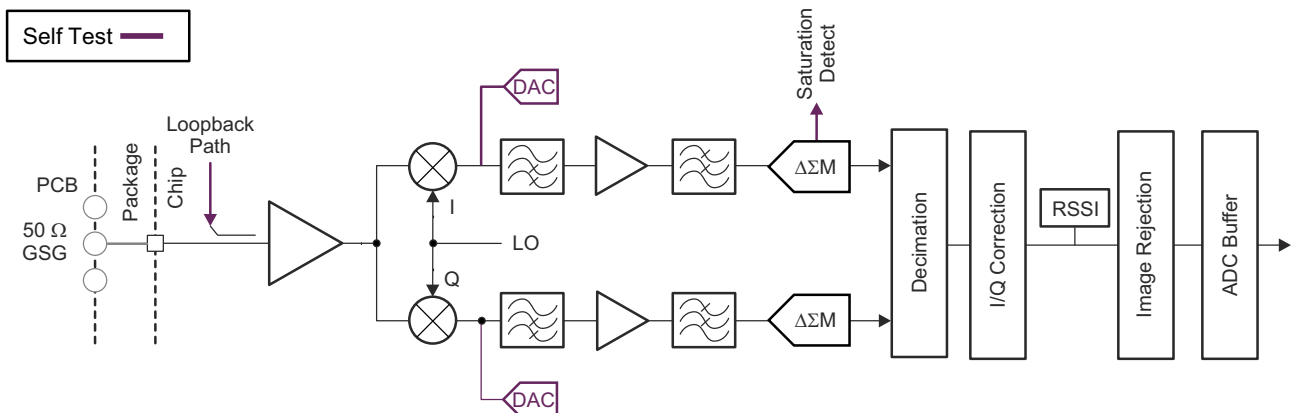 Self Test
DAC
Saturation
Detect
Loopback
Path
PCB
Package
Chip
50 Ω
GSG
I
LO
Q
ΔΣM
ΔΣM
Decimation
I/Q Correction
RSSI
Image Rejection
ADC Buffer
DAC